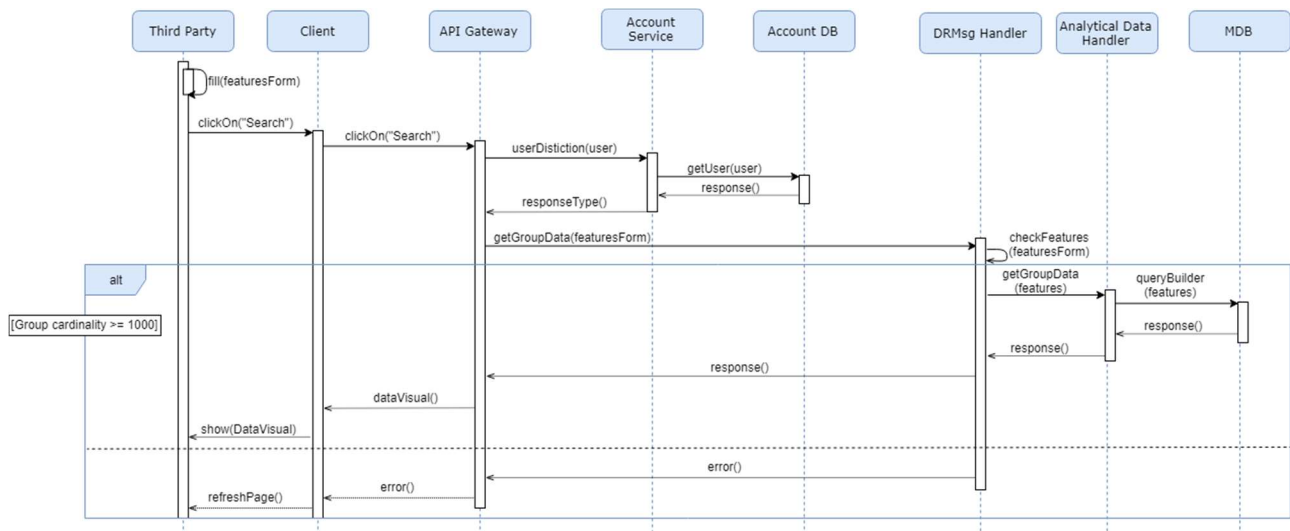 Third Party
Client
API Gateway
Account
Service
Account DB
DRMsg Handler
Analytical Data
Handler
MDB
fill(featuresForm)
clickOn("Search")
clickOn("Search")
userDistiction(user)
getUser(user)
response()
responseType()
getGroupData(featuresForm)
checkFeatures
(featuresForm)
alt
getGroupData
(features)
queryBuilder
(features)
[Group cardinality >= 1000]
response()
response()
response()
dataVisual()
show(DataVisual)
error()
error()
refreshPage()